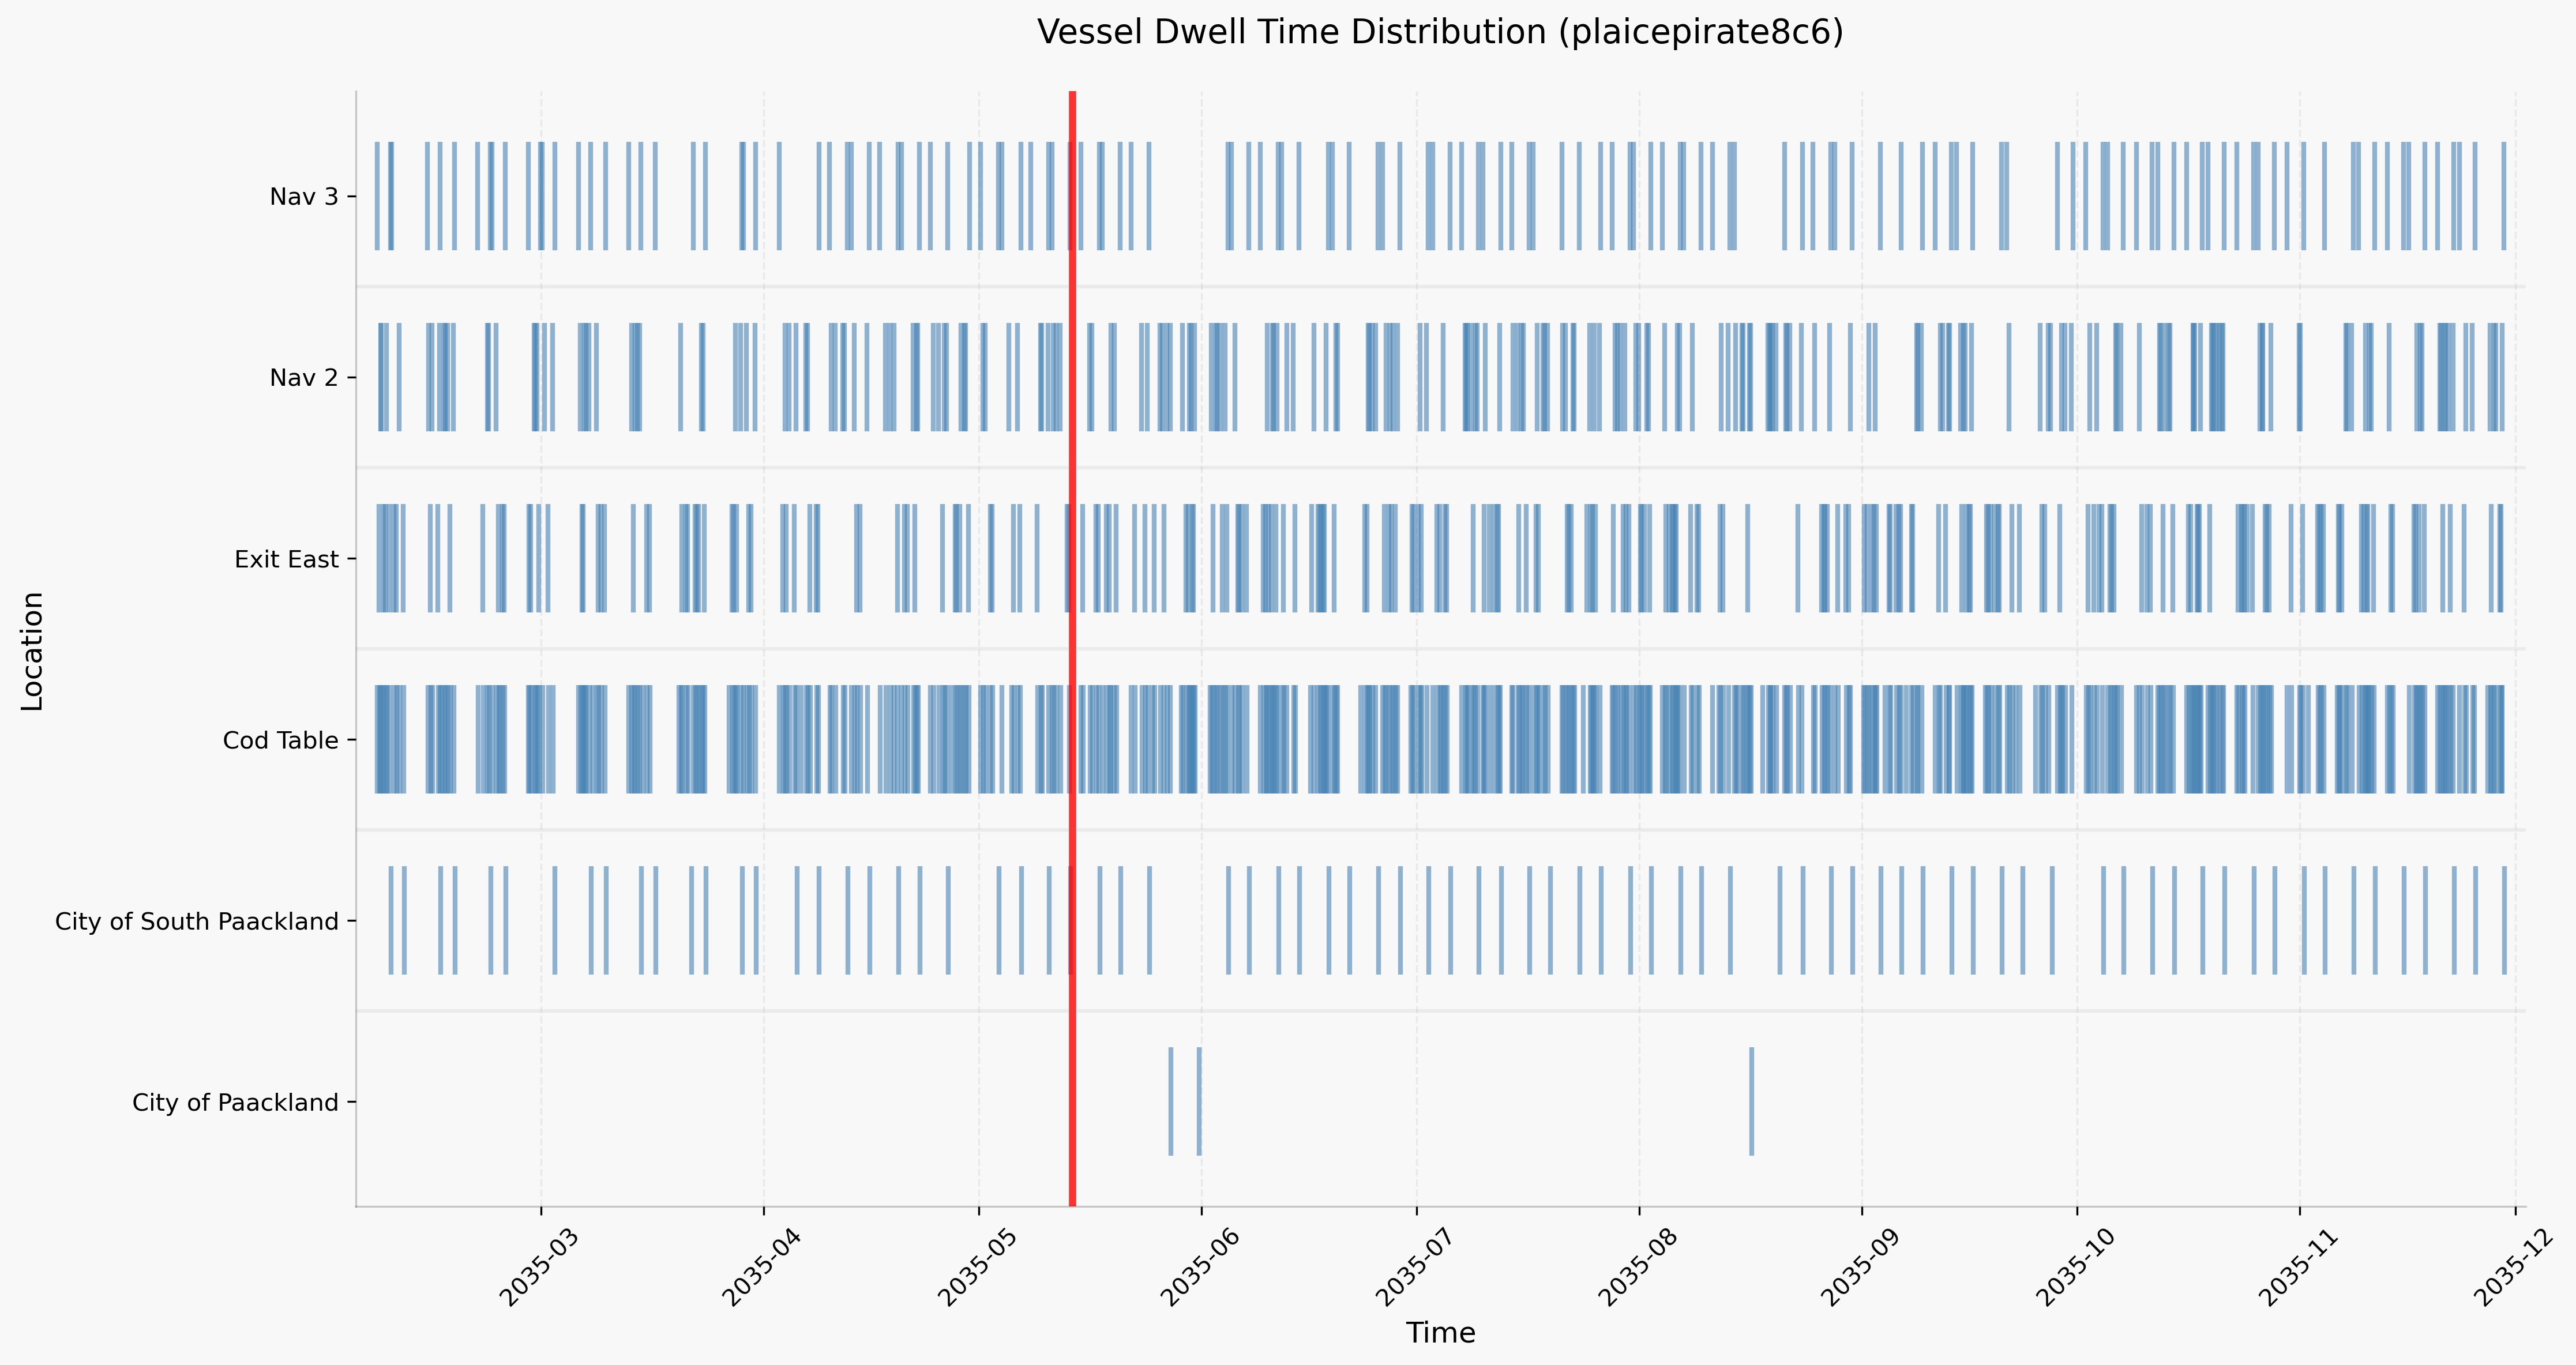 Vessel Dwell Time Distribution (plaicepirate8c6)
Location
Nav 3
Nav 2
Exit East
Cod Table
City of South Paackland
City of Paackland
2035-03
2035-04
2035-05
2035-06
2035-07
2035-08
2035-09
2035-10
2035-11
2035-12
Time